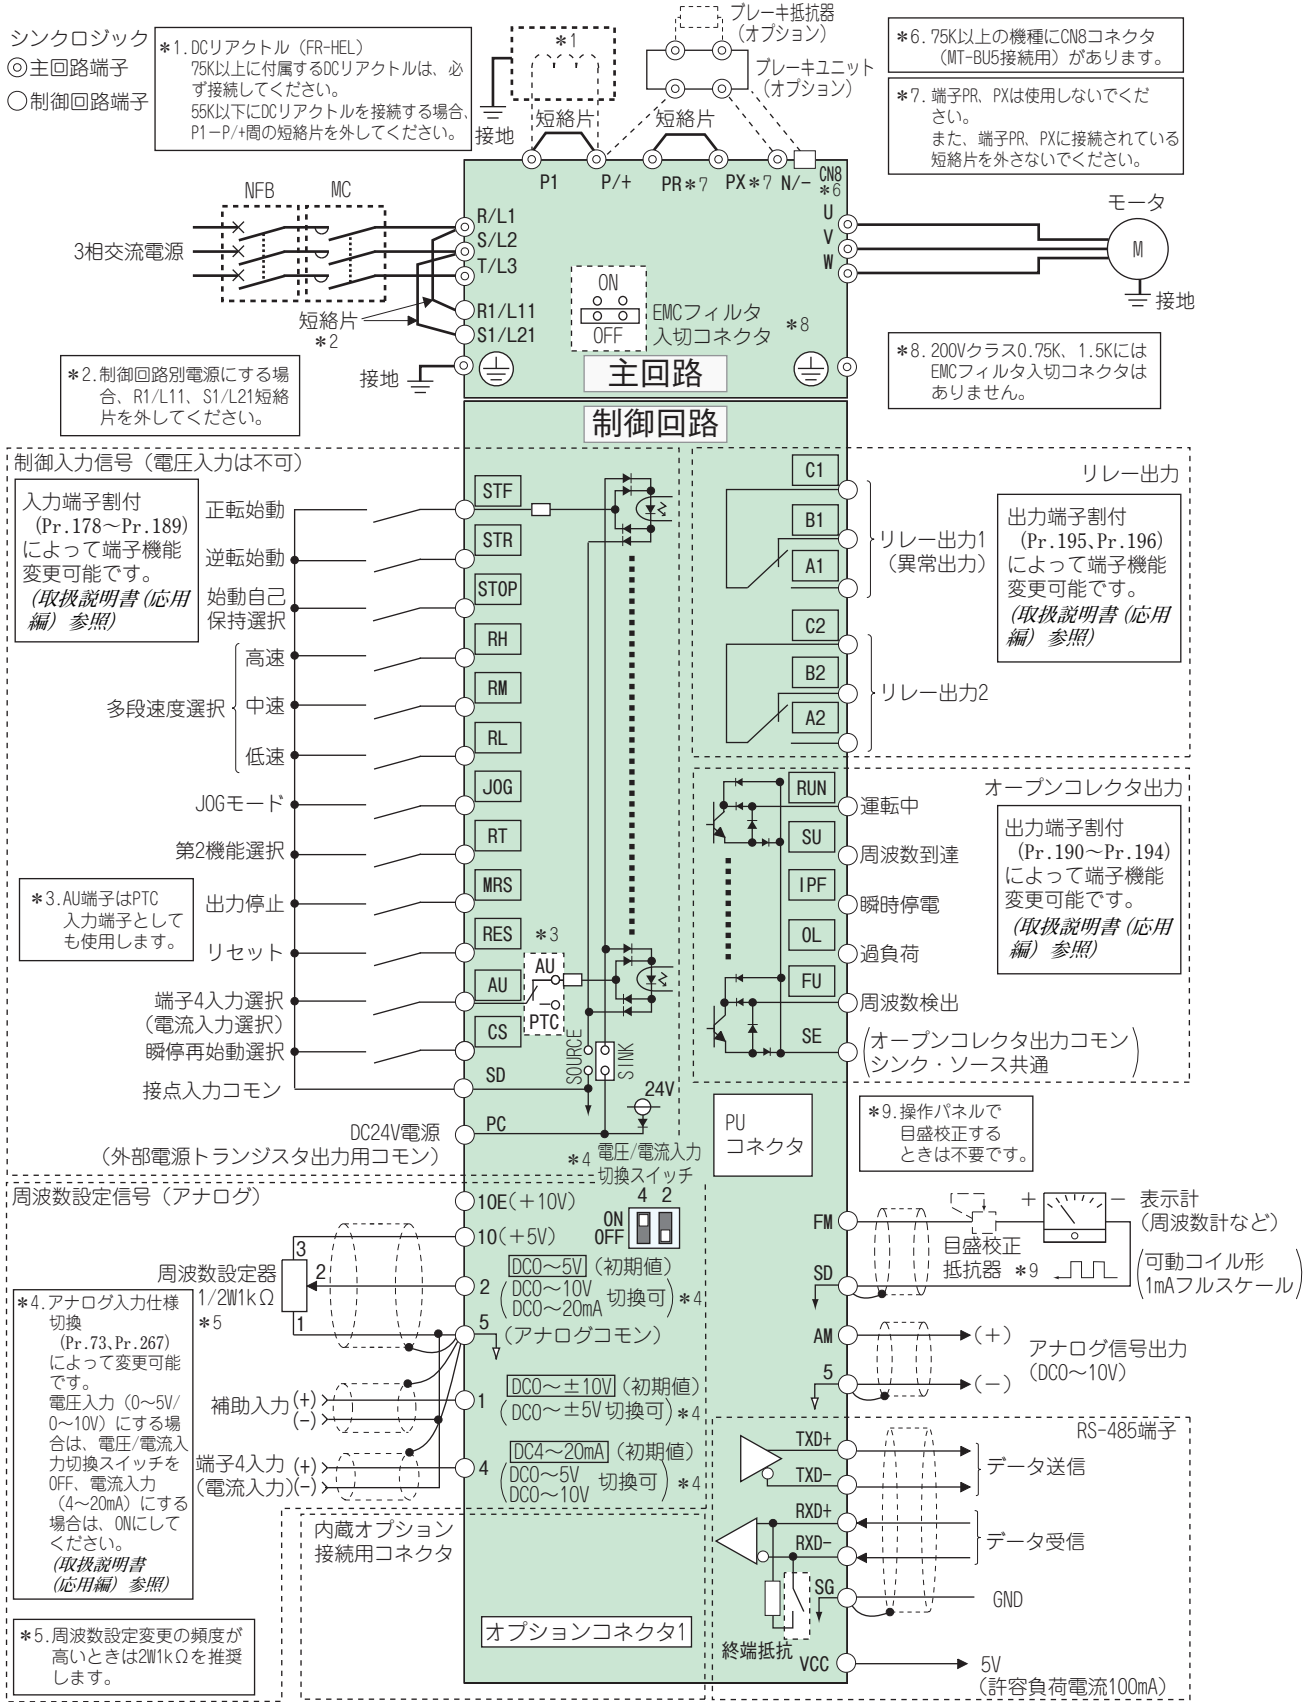 シンクロジック
◎主回路端子
○制御回路端子
*1.DCリアクトル（FR-HEL）
75K以上に付属するDCリアクトルは、必
ず接続してください。
55K以下にDCリアクトルを接続する場合、
P1－P/+間の短絡片を外してください。
*1
接地
短絡片
ブレーキ抵抗器
（オプション）
ブレーキユニット
（オプション）
短絡片
*6.75K以上の機種にCN8コネクタ
（MT-BU5接続用）があります。
*7.端子PR、PXは使用しないでくだ
さい。
また、端子PR、PXに接続されている
短絡片を外さないでください。
P1
P/+
PR*7
PX*7
N/-
CN8
*6
NFB
MC
3相交流電源
R/L1
S/L2
T/L3
R1/L11
S1/L21
短絡片
*2
U
V
W
モータ
M
接地
ON
OFF
EMCフィルタ
入切コネクタ
*8
接地
主回路
*2.制御回路別電源にする場
合、R1/L11、S1/L21短絡
片を外してください。
*8.200Vクラス0.75K、1.5Kには
EMCフィルタ入切コネクタは
ありません。
制御回路
制御入力信号（電圧入力は不可）
入力端子割付
（Pr.178～Pr.189）
によって端子機能
変更可能です。
（取扱説明書（応用
編）参照）
正転始動
逆転始動
始動自己
保持選択
多段速度選択
高速
中速
低速
JOGモード
第2機能選択
出力停止
リセット
端子4入力選択
（電流入力選択）
瞬停再始動選択
接点入力コモン
DC24V電源
（外部電源トランジスタ出力用コモン）
*3.AU端子はPTC
入力端子として
も使用します。
STF
STR
STOP
RH
RM
RL
JOG
RT
MRS
RES
AU
CS
SD
PC
*3
AU
PTC
SOURCE
SINK
24V
リレー出力
C1
B1
A1
リレー出力1
（異常出力）
C2
B2
A2
リレー出力2
出力端子割付
（Pr.195、Pr.196）
によって端子機能
変更可能です。
（取扱説明書（応用
編）参照）
オープンコレクタ出力
RUN
運転中
SU
周波数到達
IPF
瞬時停電
OL
過負荷
FU
周波数検出
SE
（オープンコレクタ出力コモン
シンク・ソース共通）
出力端子割付
（Pr.190～Pr.194）
によって端子機能
変更可能です。
（取扱説明書（応用
編）参照）
PU
コネクタ
*9.操作パネルで
目盛校正する
ときは不要です。
*4
電圧/電流入力
切換スイッチ
4 2
ON
OFF
周波数設定信号（アナログ）
10E(＋10V)
10(＋5V)
周波数設定器
1/2W1kΩ
*5
3
2
1
2
DC0～5V（初期値）
（DC0～10V
DC0～20mA 切換可）*4
5
（アナログコモン）
補助入力
(+)
(−)
1
DC0～±10V（初期値）
（DC0～±5V切換可）*4
端子4入力
（電流入力）
(+)
(−)
4
DC4～20mA（初期値）
（DC0～5V
DC0～10V 切換可）*4
*4.アナログ入力仕様
切換
（Pr.73、Pr.267）
によって変更可能
です。
電圧入力（0～5V/
0～10V）にする場
合は、電圧/電流入
力切換スイッチを
OFF、電流入力
（4～20mA）にする
場合は、ONにして
ください。
（取扱説明書
（応用編）参照）
*5.周波数設定変更の頻度が
高いときは2W1kΩを推奨
します。
内蔵オプション
接続用コネクタ
オプションコネクタ1
FM
SD
目盛校正
抵抗器 *9
＋
−
表示計
（周波数計など）
（可動コイル形
1mAフルスケール）
AM
5
(+)
(−)
アナログ信号出力
（DC0～10V）
RS-485端子
TXD+
TXD-
データ送信
RXD+
RXD-
データ受信
SG
GND
終端抵抗
VCC
5V
（許容負荷電流100mA）